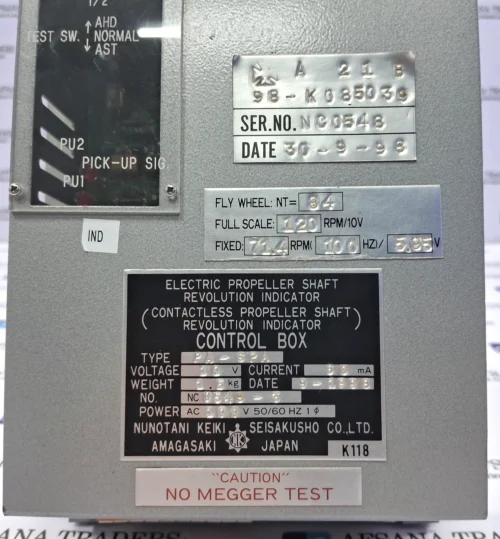 1/2
AHD
TEST SW. NORMAL
AST
PU2
PICK-UP SIG.
PU1
IND
A 218
98-K085039
SER.NO. NC0548
DATE 30-9-98
FLY WHEEL: NT= 84
FULL SCALE: 120 RPM/10V
FIXED: 71.4 RPM( 100 HZ)/ 5.95 V
ELECTRIC PROPELLER SHAFT
REVOLUTION INDICATOR
(CONTACTLESS PROPELLER SHAFT
REVOLUTION INDICATOR)
CONTROL BOX
TYPE
VOLTAGE V CURRENT mA
WEIGHT kg DATE 9-1998
NO. NC
POWER AC V 50/60 HZ 1ϕ
NUNOTANI KEIKI SEISAKUSHO CO.,LTD.
AMAGASAKI JAPAN
K118
"CAUTION"
NO MEGGER TEST